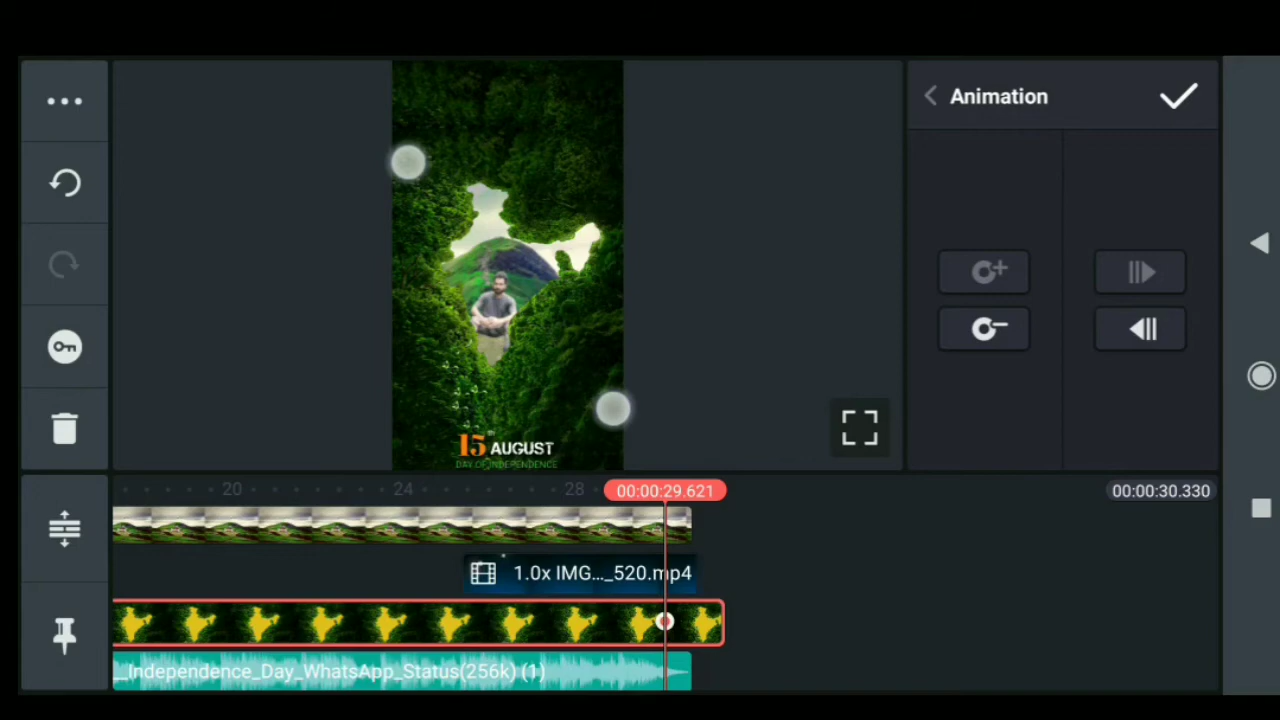 Animation
15 AUGUST
DAY OF INDEPENDENCE
20
24
28
00:00:29.621
00:00:30.330
1.0x IMG..._520.mp4
_Independence_Day_WhatsApp_Status(256k) (1)